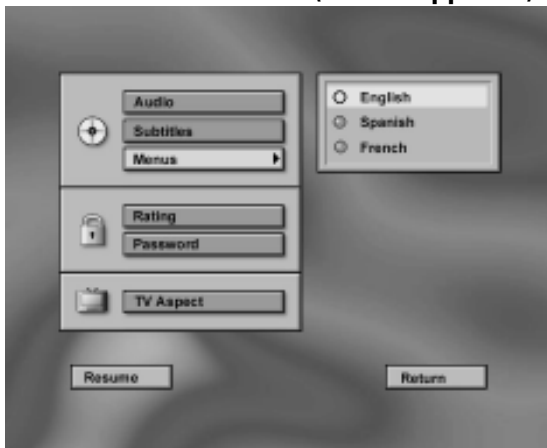 Audio
Subtitles
Menus
English
Spanish
French
Rating
Password
TV Aspect
Resume
Return